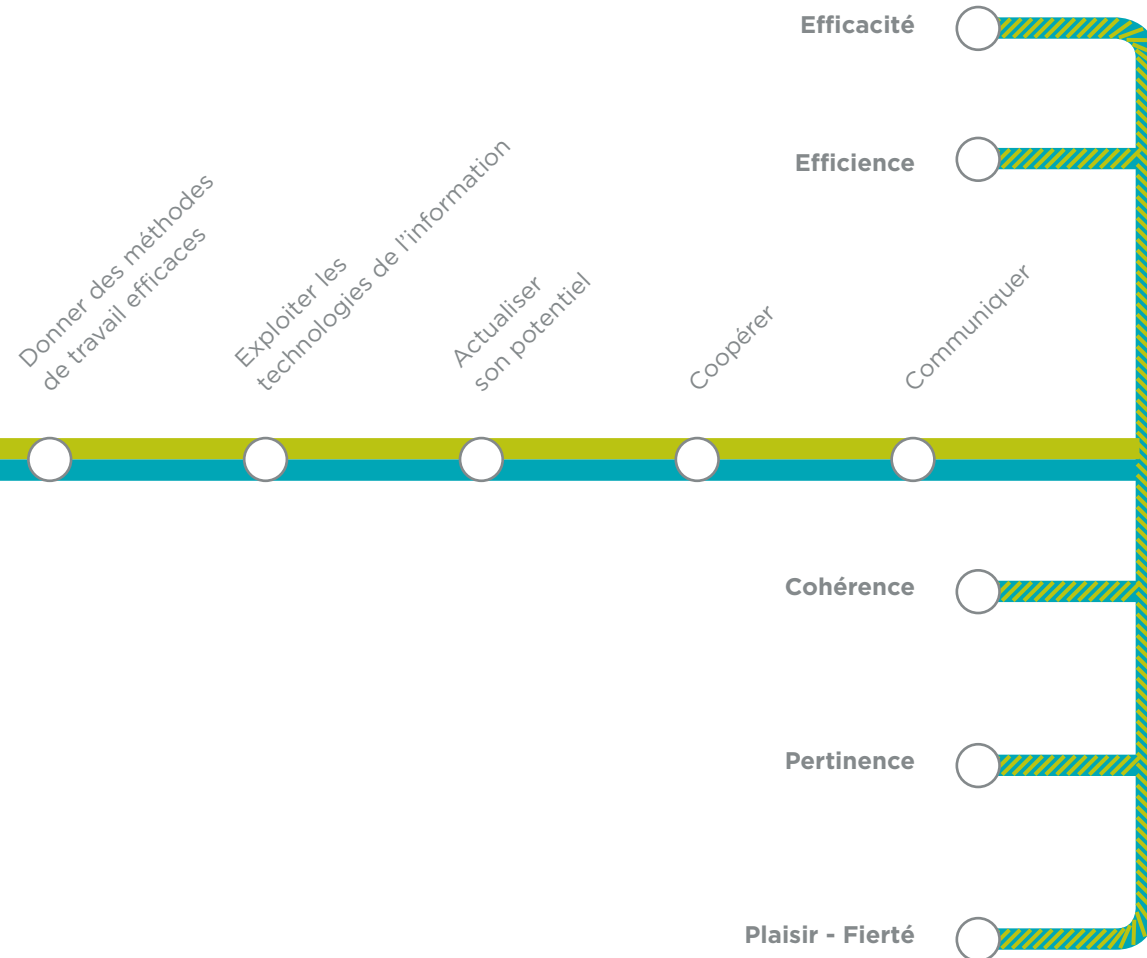 Efficacité
Efficience
Donner des méthodes
de travail efficaces
Exploiter les
technologies de l'information
Actualiser
son potentiel
Coopérer
Communiquer
Cohérence
Pertinence
Plaisir - Fierté